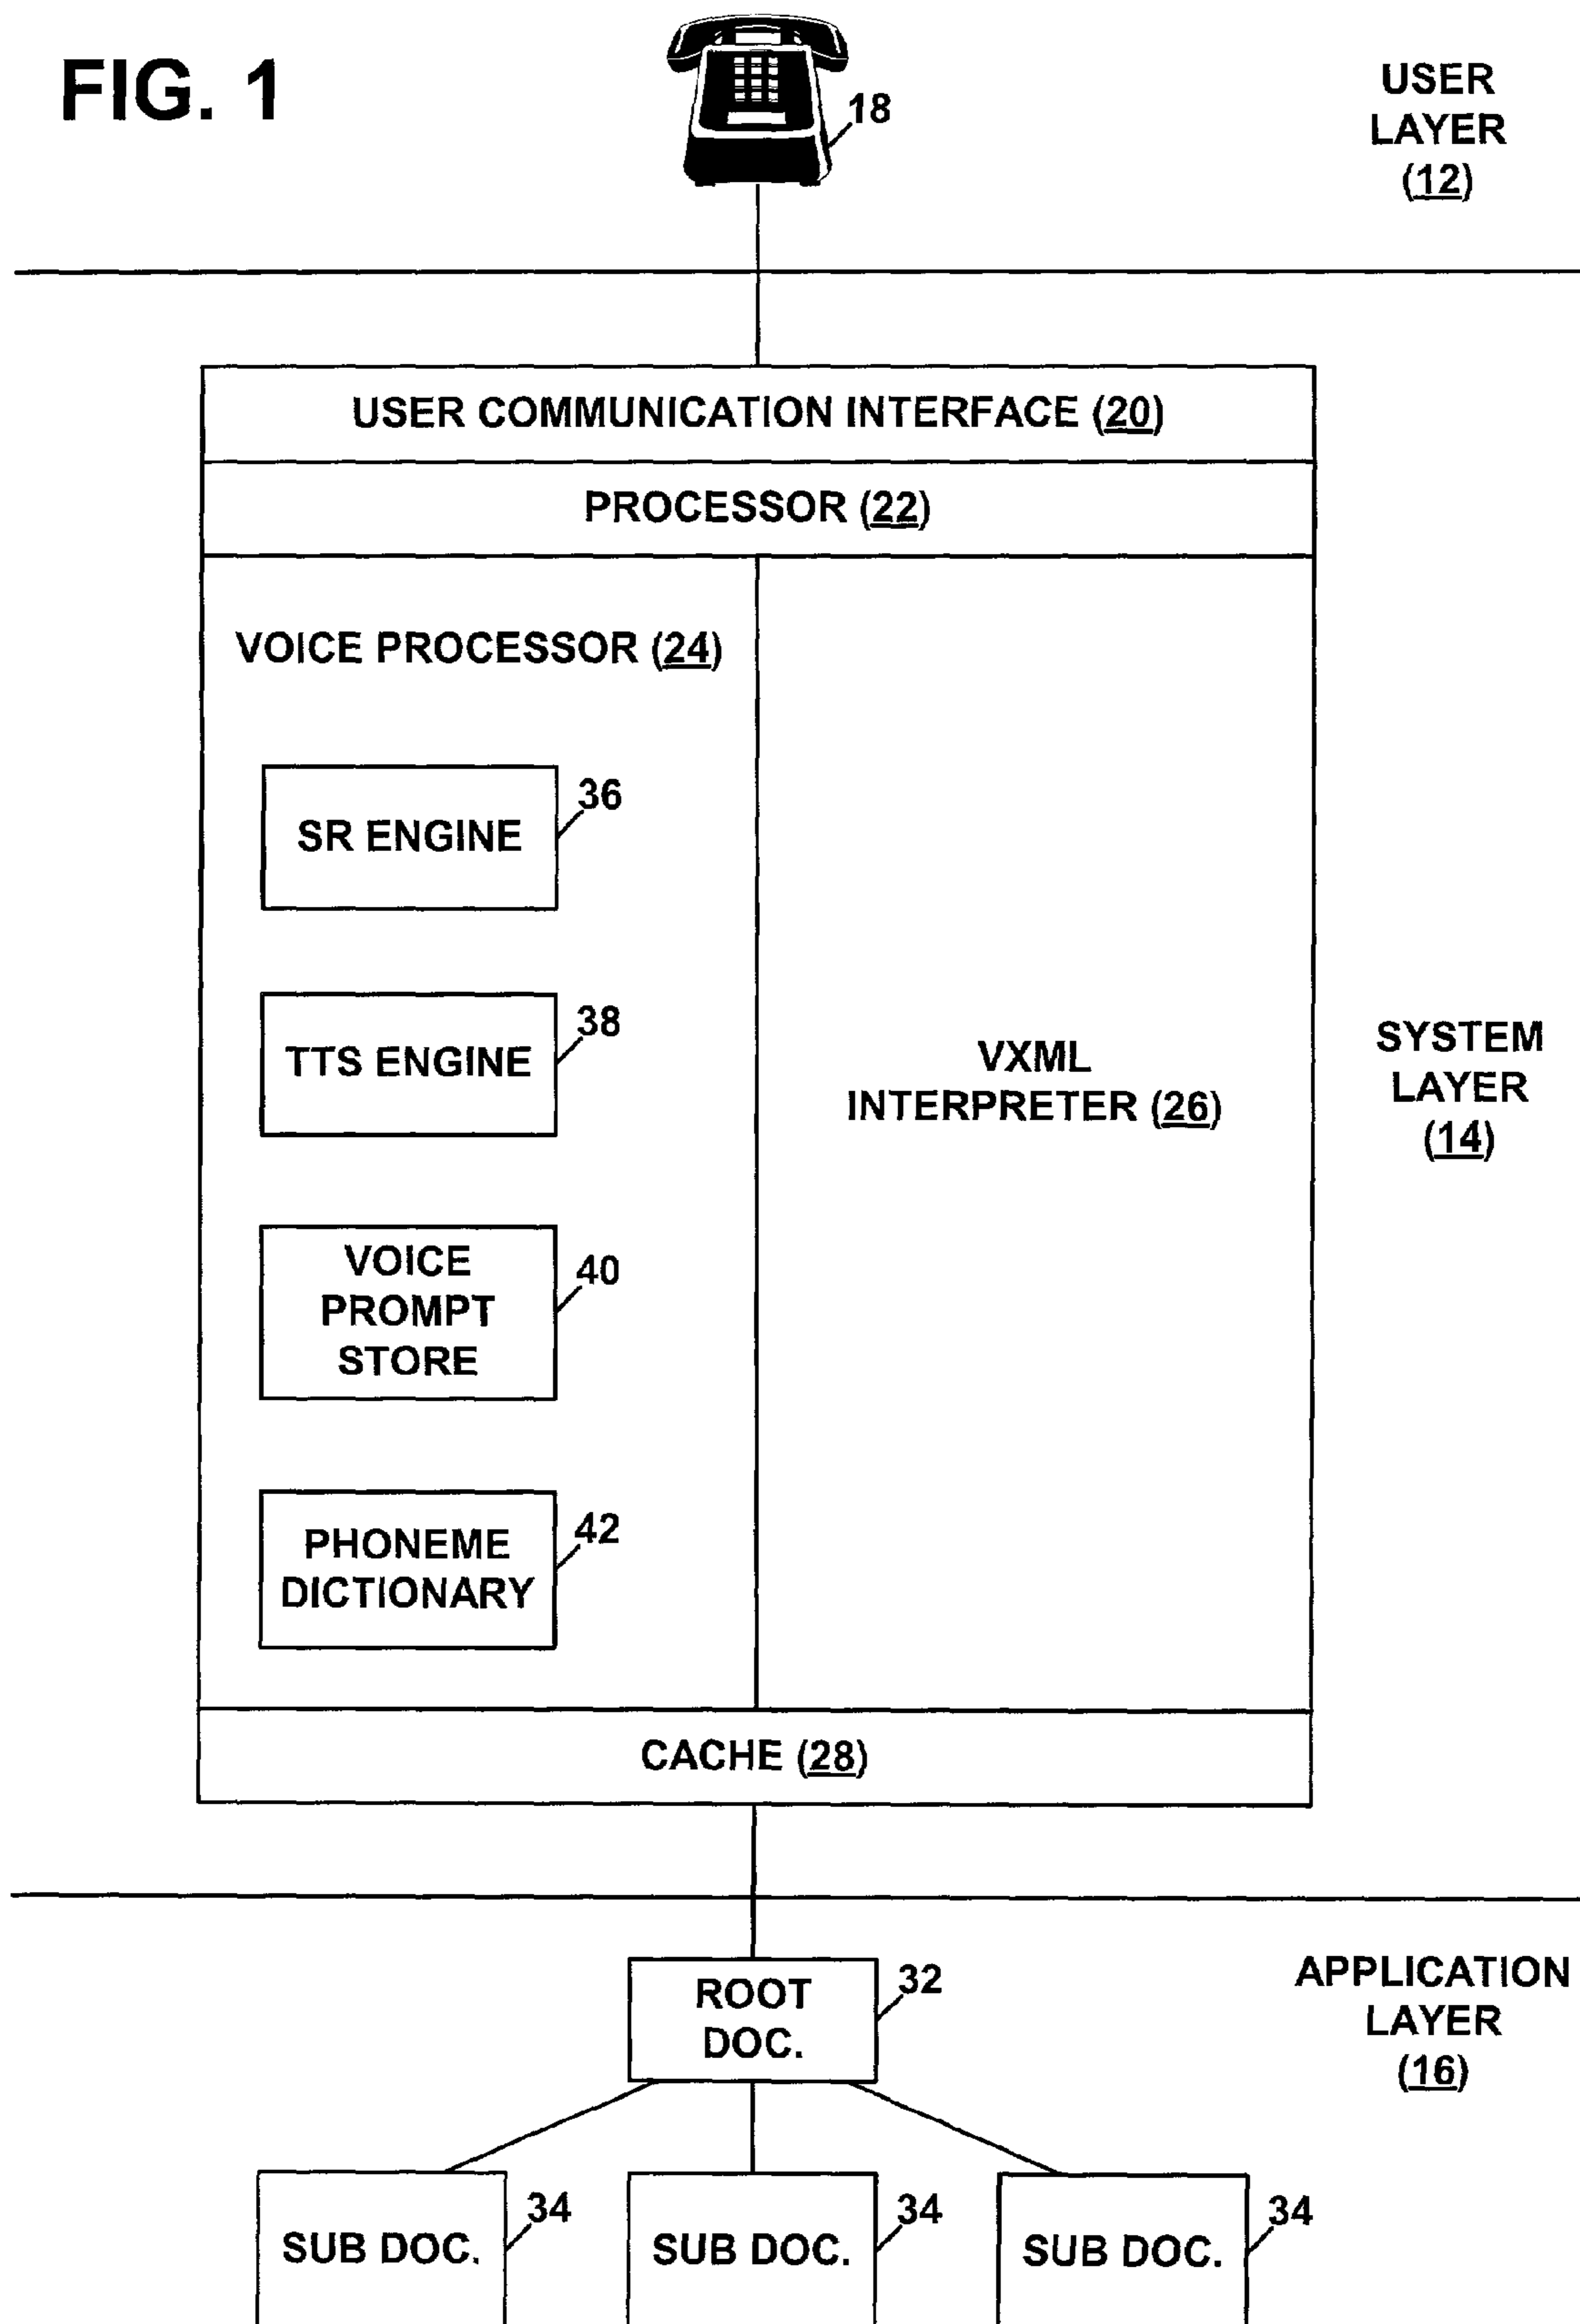 FIG. 1
18
USER
LAYER
(12)
USER COMMUNICATION INTERFACE (20)
PROCESSOR (22)
VOICE PROCESSOR (24)
36
SR ENGINE
38
TTS ENGINE
VXML
INTERPRETER (26)
SYSTEM
LAYER
(14)
40
VOICE
PROMPT
STORE
42
PHONEME
DICTIONARY
CACHE (28)
32
ROOT
DOC.
APPLICATION
LAYER
(16)
34
SUB DOC.
34
SUB DOC.
34
SUB DOC.